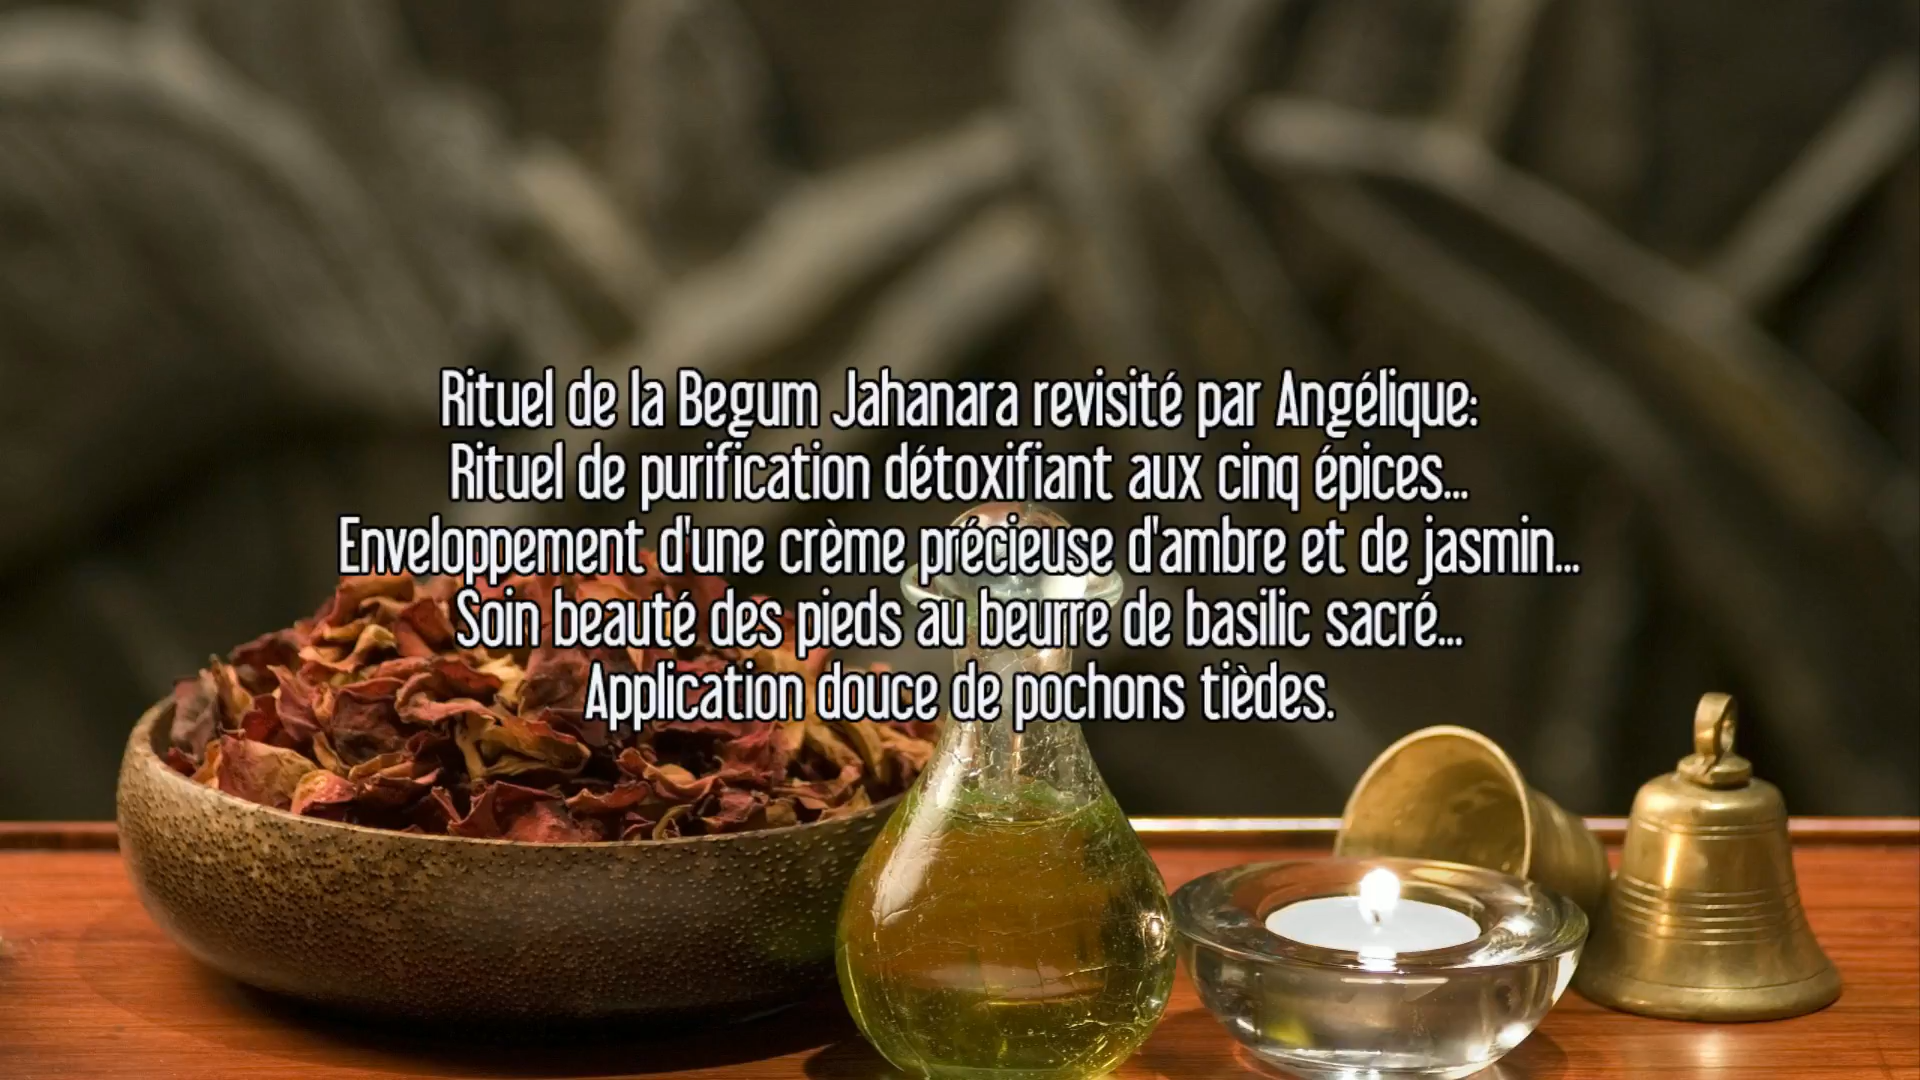 Rituel de la Begum Jahanara revisité par Angélique:
Rituel de purification détoxifiant aux cinq épices...
Enveloppement d'une crème précieuse d'ambre et de jasmin...
Soin beauté des pieds au beurre de basilic sacré...
Application douce de pochons tièdes.